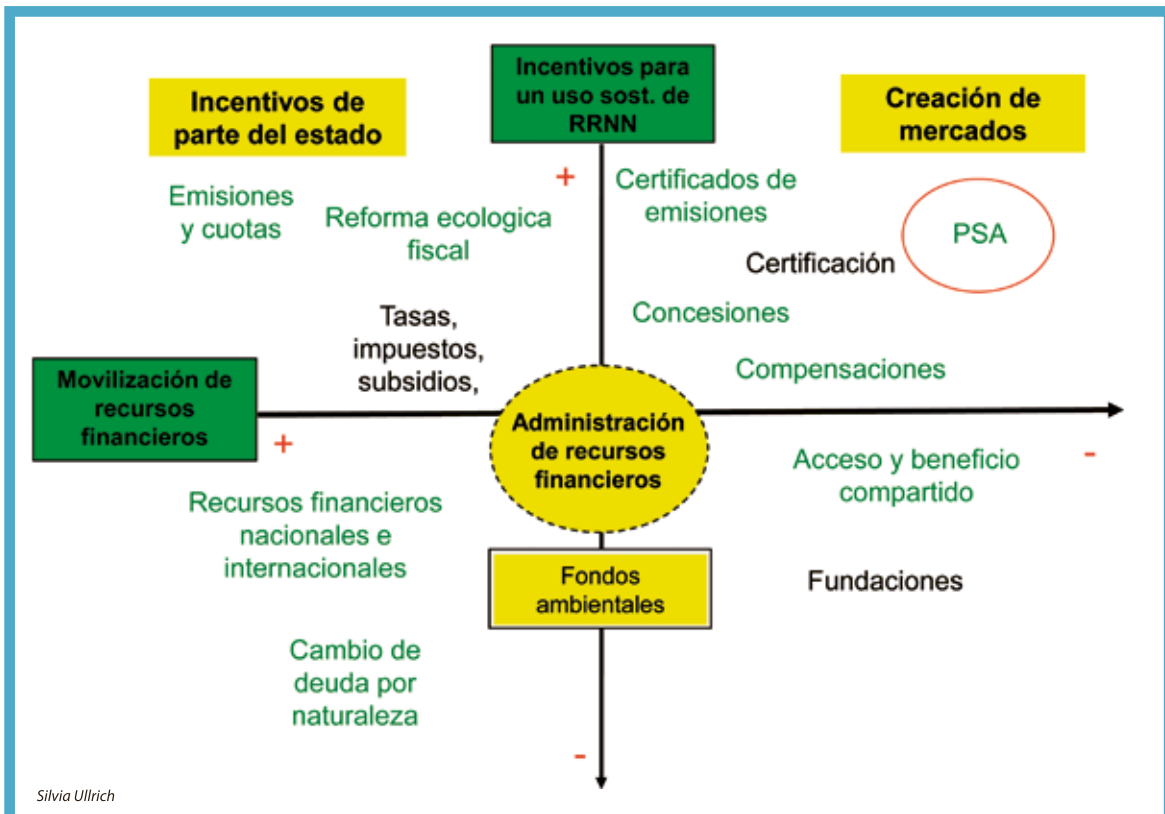 Incentivos de
parte del estado
Incentivos para
un uso sost. de
RRNN
Creación de
mercados
Emisiones
y cuotas
Reforma ecologica
fiscal
+
Certificados de
emisiones
PSA
Certificación
Tasas,
impuestos,
subsidios,
Concesiones
Compensaciones
Movilización de
recursos
financieros
+
Administración
de recursos
financieros
-
Acceso y beneficio
compartido
Recursos financieros
nacionales e
internacionales
Fondos
ambientales
Fundaciones
Cambio de
deuda por
naturaleza
-
Silvia Ullrich